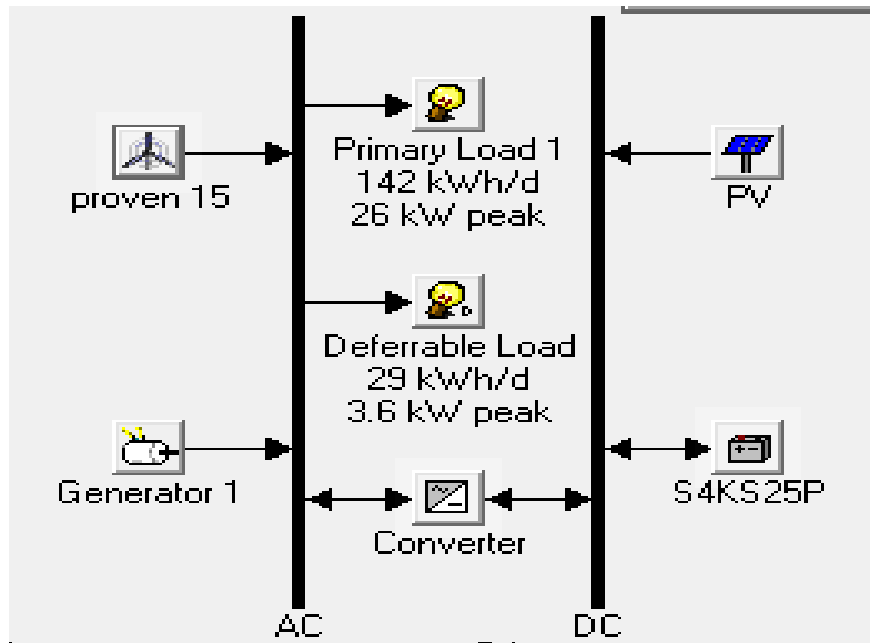 Primary Load 1
142 kWh/d
26 kW peak
proven 15
PV
Deferrable Load
29 kWh/d
3.6 kW peak
Generator 1
S4KS25P
Converter
AC
DC